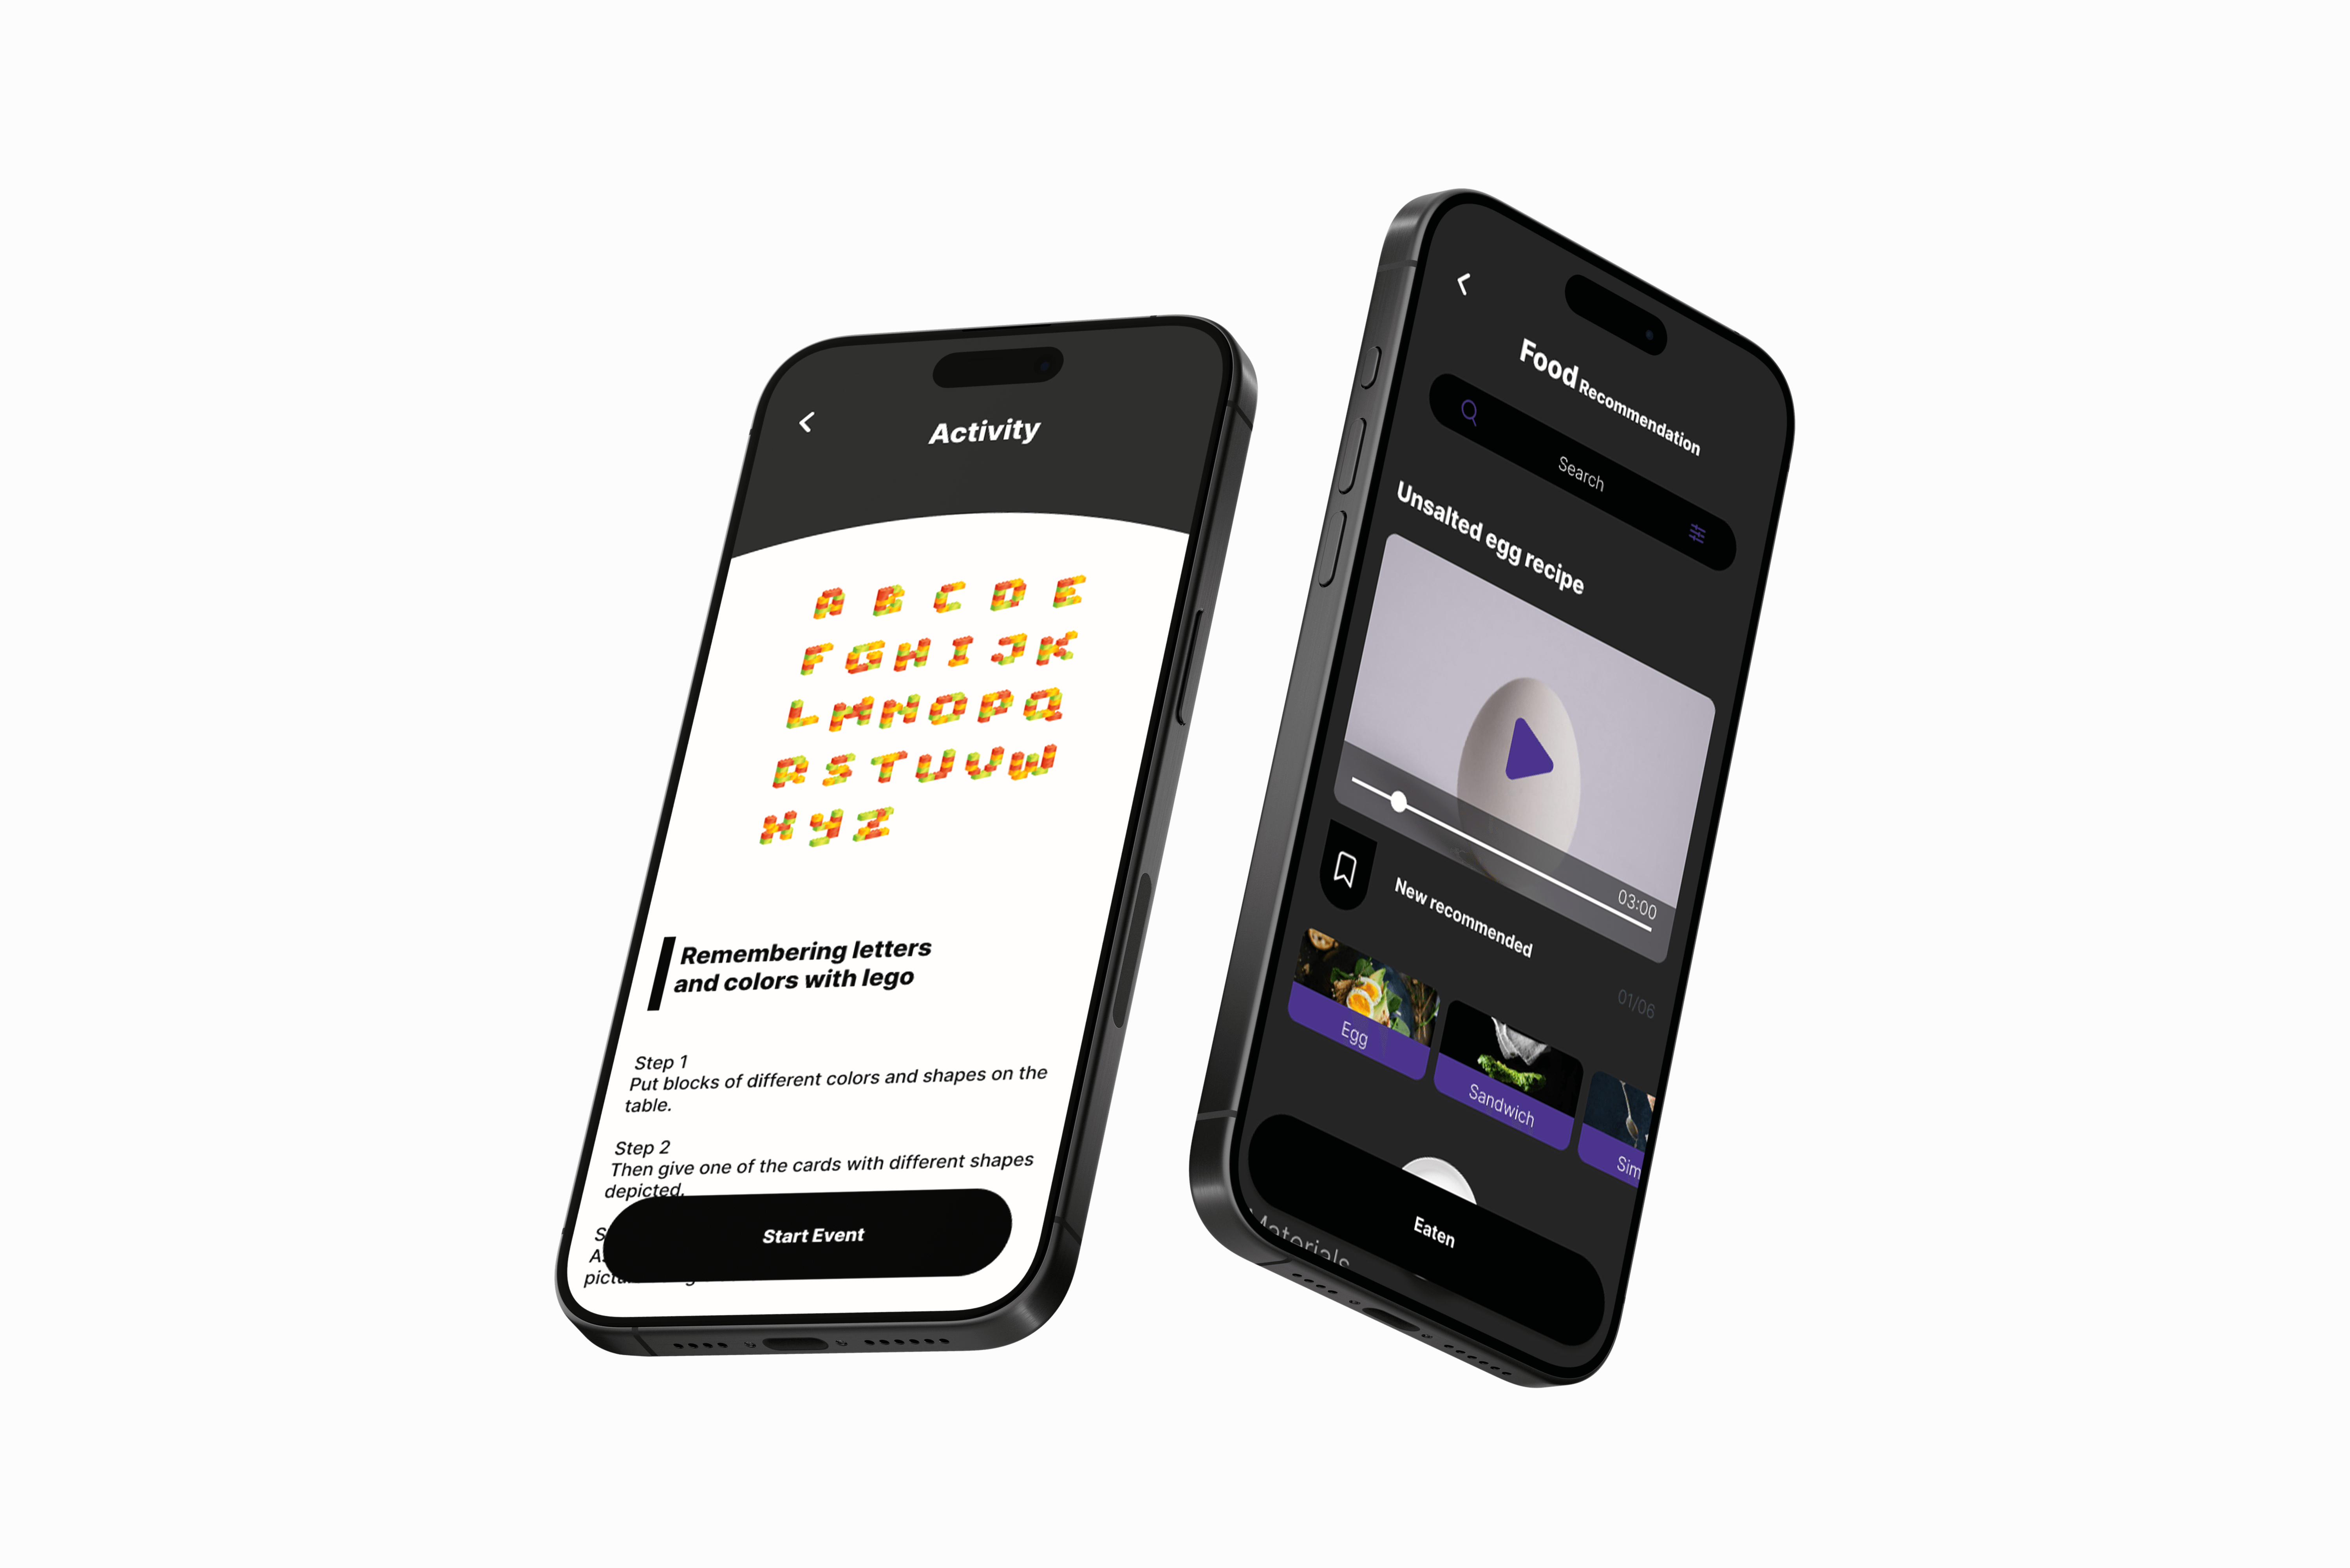 Activity
A B C D E
F G H I J K
L M N O P Q
R S T U V W
X Y Z
Remembering letters
and colors with lego
Step 1
Put blocks of different colors and shapes on the
table.
Step 2
Then give one of the cards with different shapes
depicted.
Start Event
Food Recommendation
Search
Unsalted egg recipe
03:00
New recommended
01/06
Egg
Sandwich
Sim
Eaten
Materials